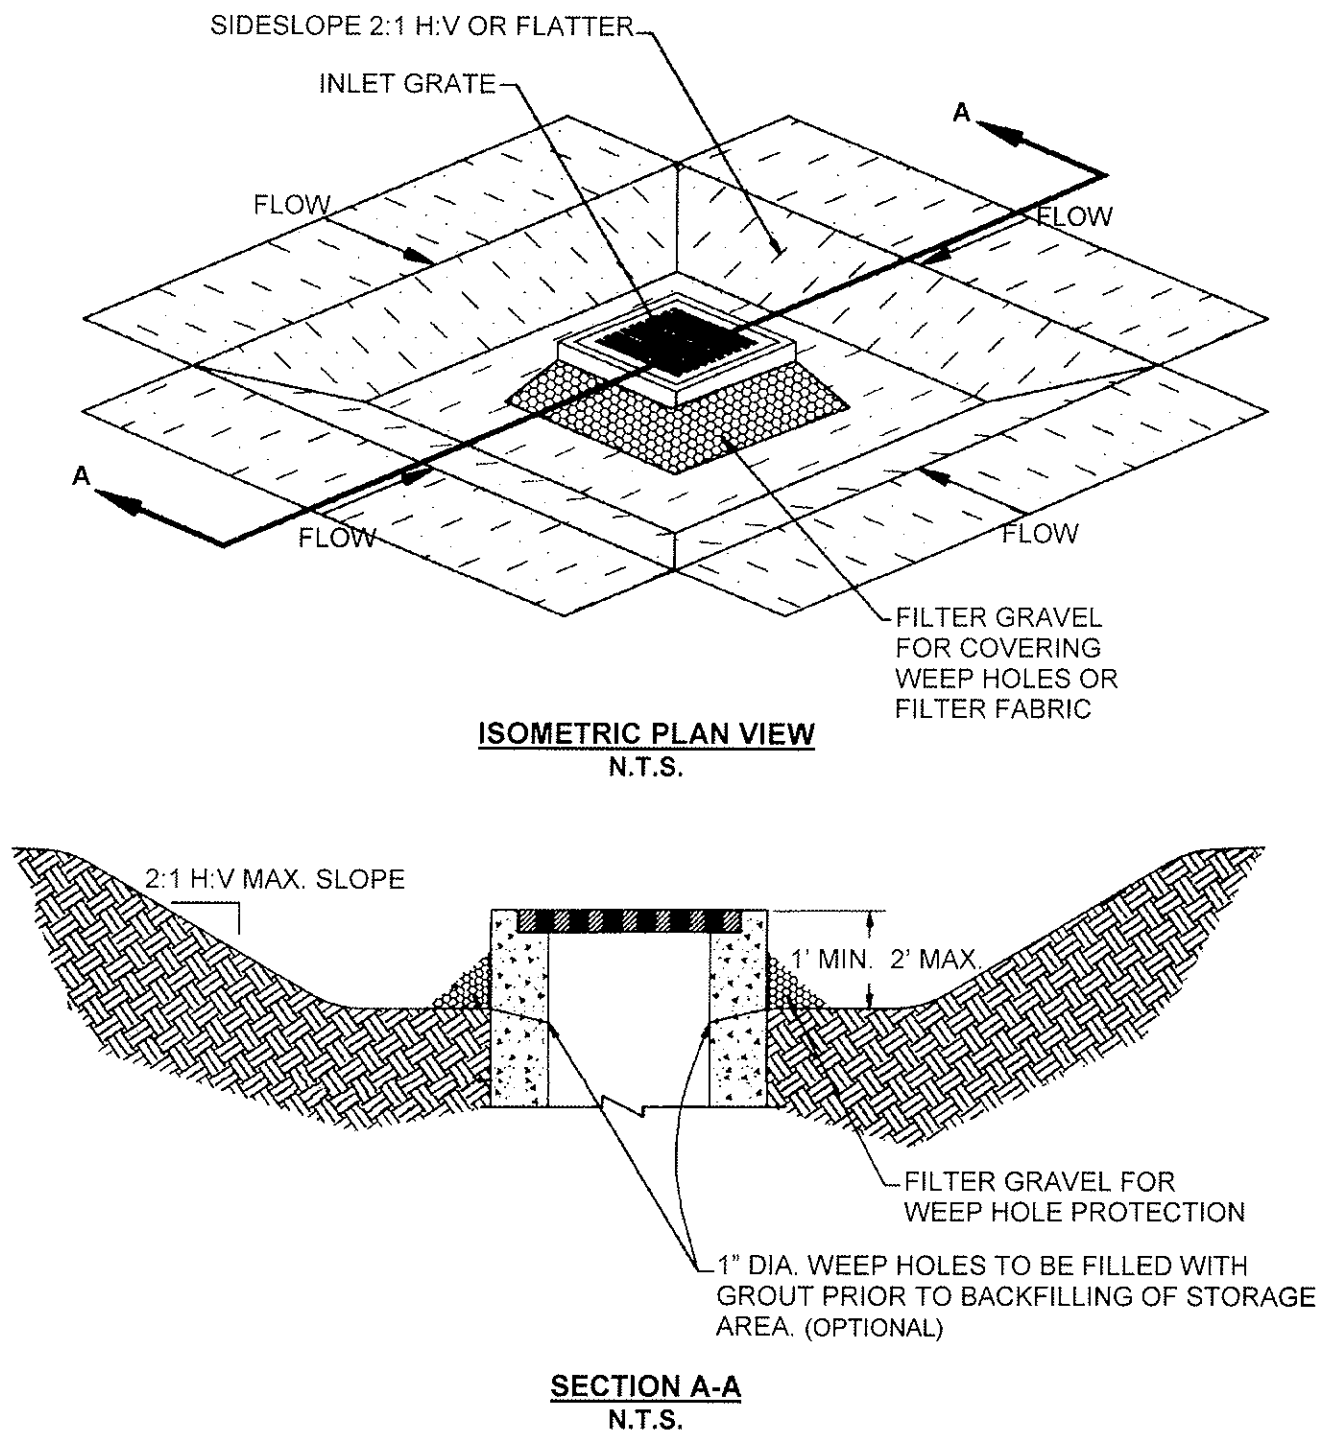 SIDESLOPE 2:1 H:V OR FLATTER
INLET GRATE
A
FLOW
FLOW
A
FLOW
FLOW
FILTER GRAVEL
FOR COVERING
WEEP HOLES OR
FILTER FABRIC
ISOMETRIC PLAN VIEW
N.T.S.
2:1 H:V MAX. SLOPE
1' MIN. 2' MAX.
FILTER GRAVEL FOR
WEEP HOLE PROTECTION
1" DIA. WEEP HOLES TO BE FILLED WITH
GROUT PRIOR TO BACKFILLING OF STORAGE
AREA. (OPTIONAL)
SECTION A-A
N.T.S.